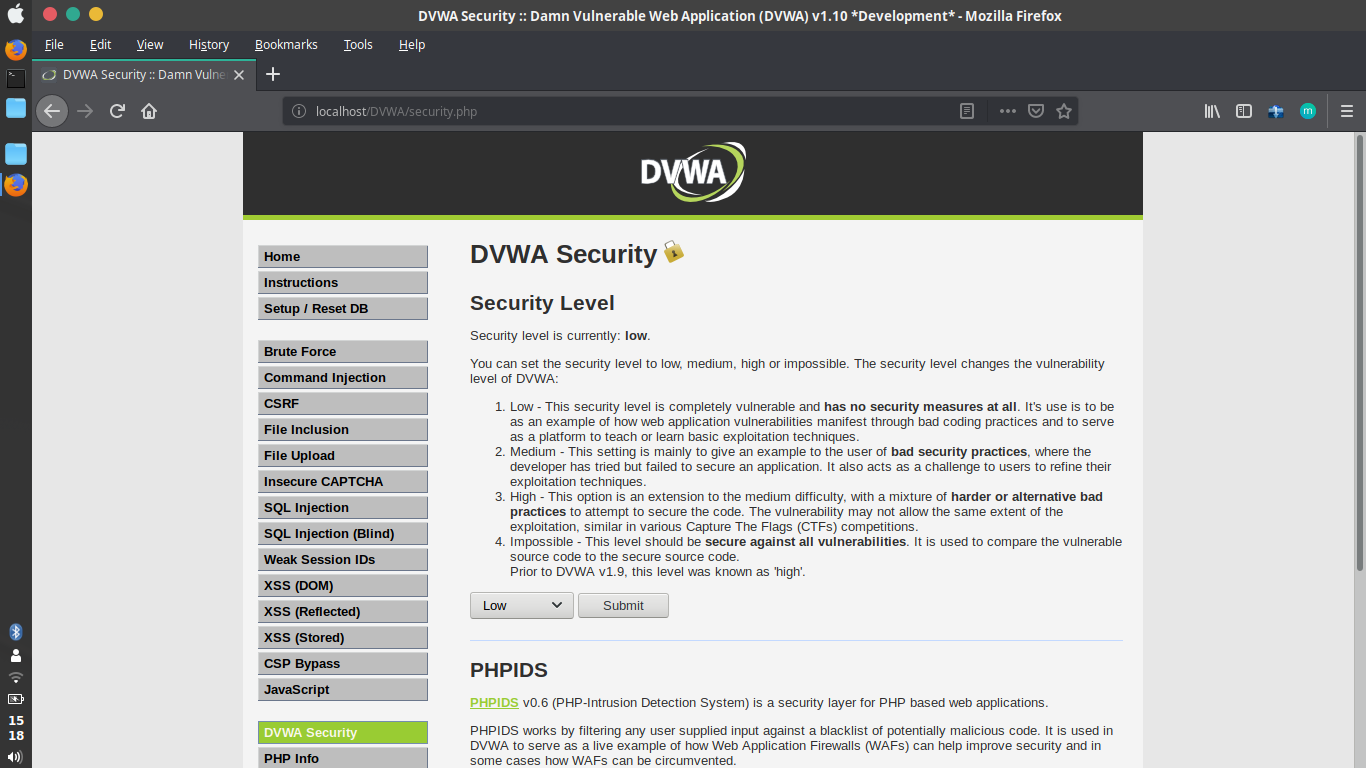 DVWA Security :: Damn Vulnerable Web Application (DVWA) v1.10 *Development* - Mozilla Firefox
File Edit View History Bookmarks Tools Help
DVWA Security :: Damn Vulne
localhost/DVWA/security.php
m
DVWA
Home
Instructions
Setup / Reset DB
Brute Force
Command Injection
CSRF
File Inclusion
File Upload
Insecure CAPTCHA
SQL Injection
SQL Injection (Blind)
Weak Session IDs
XSS (DOM)
XSS (Reflected)
XSS (Stored)
CSP Bypass
JavaScript
DVWA Security
PHP Info
DVWA Security
Security Level
Security level is currently: low.
You can set the security level to low, medium, high or impossible. The security level changes the vulnerability
level of DVWA:
1. Low - This security level is completely vulnerable and has no security measures at all. It's use is to be
as an example of how web application vulnerabilities manifest through bad coding practices and to serve
as a platform to teach or learn basic exploitation techniques.
2. Medium - This setting is mainly to give an example to the user of bad security practices, where the
developer has tried but failed to secure an application. It also acts as a challenge to users to refine their
exploitation techniques.
3. High - This option is an extension to the medium difficulty, with a mixture of harder or alternative bad
practices to attempt to secure the code. The vulnerability may not allow the same extent of the
exploitation, similar in various Capture The Flags (CTFs) competitions.
4. Impossible - This level should be secure against all vulnerabilities. It is used to compare the vulnerable
source code to the secure source code.
Prior to DVWA v1.9, this level was known as 'high'.
Low Submit
PHPIDS
PHPIDS v0.6 (PHP-Intrusion Detection System) is a security layer for PHP based web applications.
PHPIDS works by filtering any user supplied input against a blacklist of potentially malicious code. It is used in
DVWA to serve as a live example of how Web Application Firewalls (WAFs) can help improve security and in
some cases how WAFs can be circumvented.
15
18